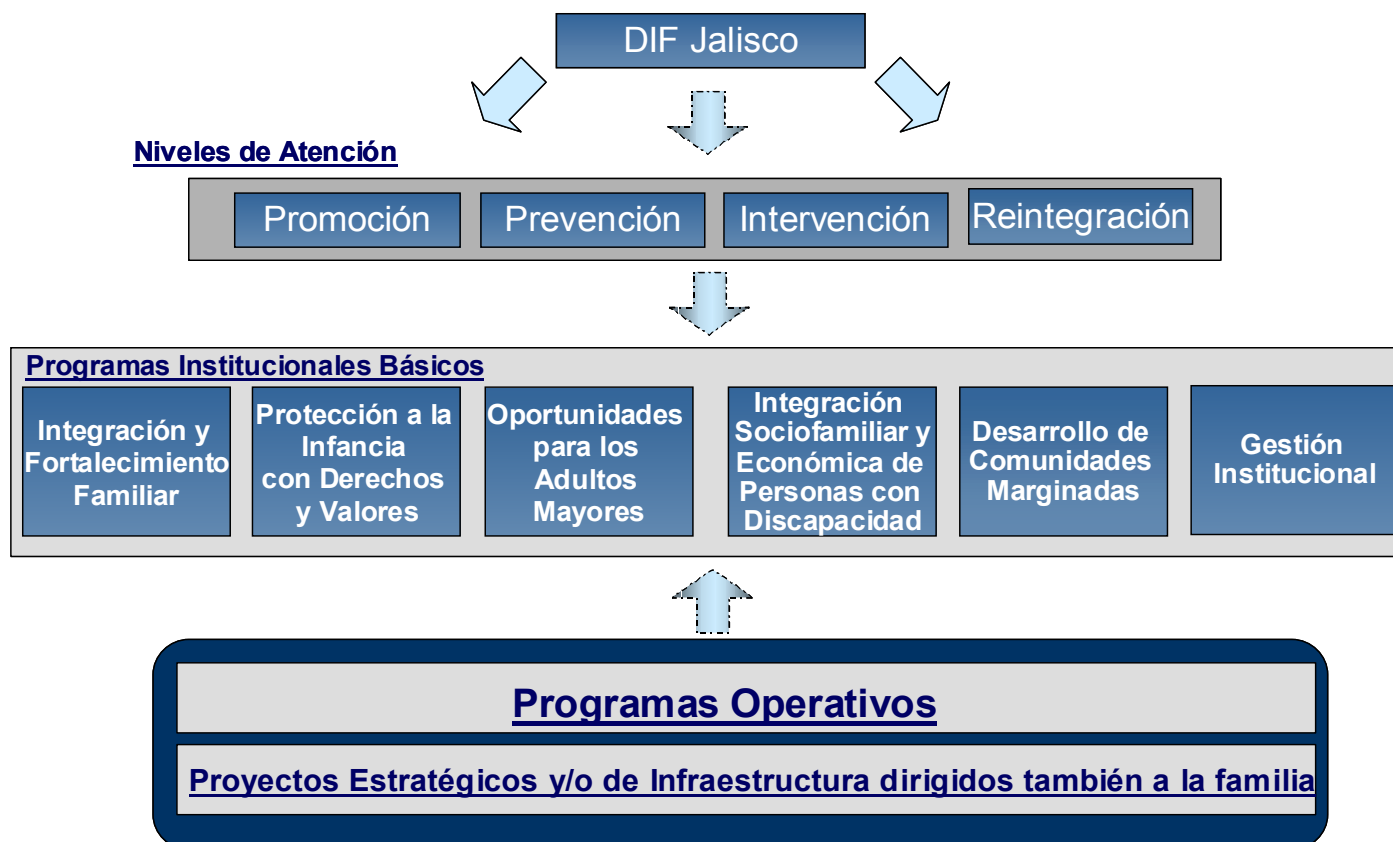 DIF Jalisco
Niveles de Atención
Promoción
Prevención
Intervención
Reintegración
Programas Institucionales Básicos
Integración y
Fortalecimiento
Familiar
Protección a la
Infancia
con Derechos
y Valores
Oportunidades
para los
Adultos
Mayores
Integración
Sociofamiliar y
Económica de
Personas con
Discapacidad
Desarrollo de
Comunidades
Marginadas
Gestión
Institucional
Programas Operativos
Proyectos Estratégicos y/o de Infraestructura dirigidos también a la familia